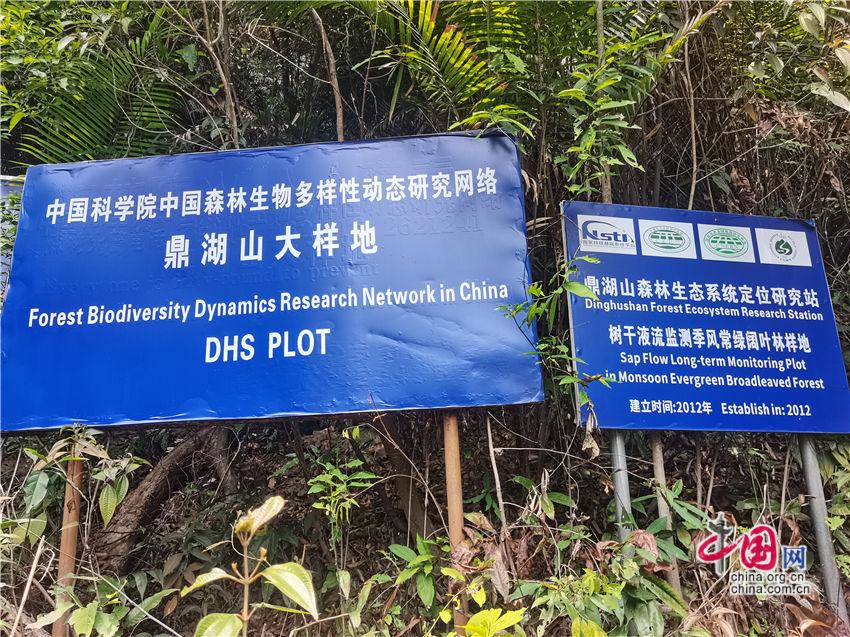 中国科学院中国森林生物多样性动态研究网络
鼎湖山大样地
Forest Biodiversity Dynamics Research Network in China
DHS PLOT
鼎湖山森林生态系统定位研究站
Dinghushan Forest Ecosystem Research Station
树干液流监测季风常绿阔叶林样地
Sap Flow Long-term Monitoring Plot
in Monsoon Evergreen Broadleaved Forest
建立时间:2012年 Establish in: 2012
中国网
china.org.cn
china.com.cn